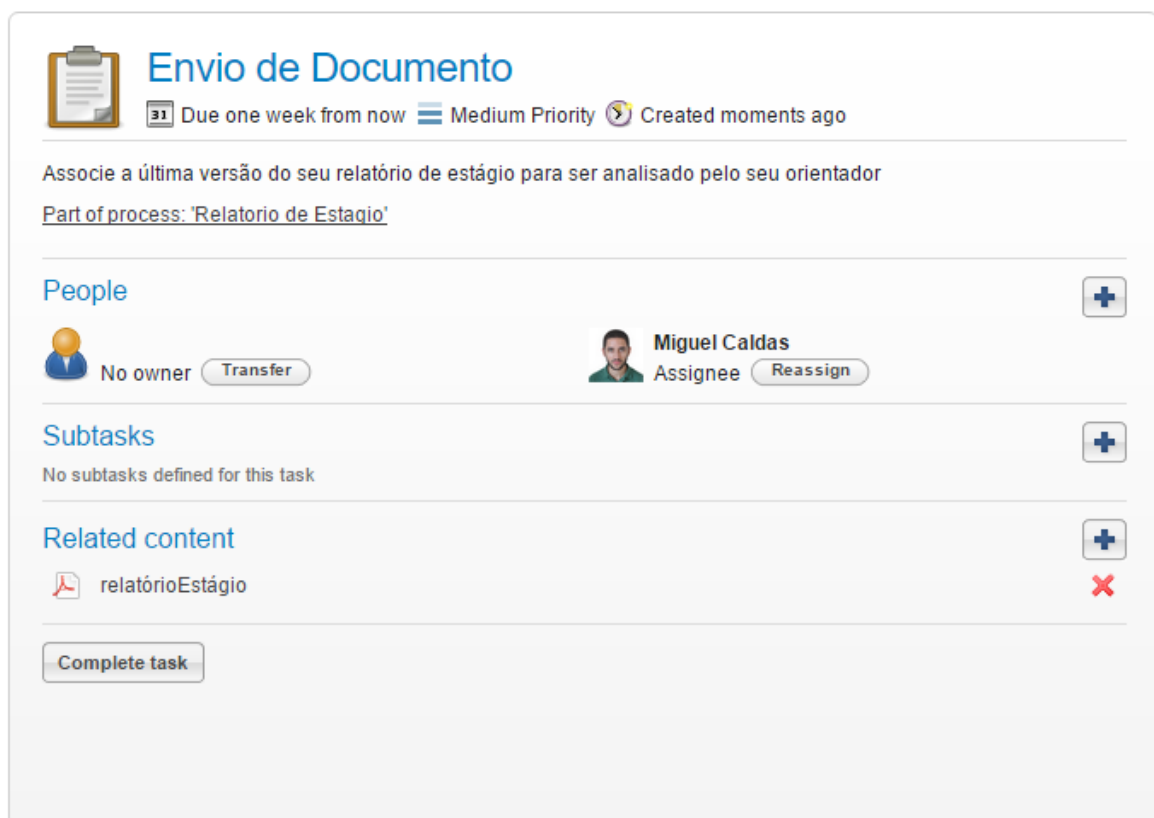 Envio de Documento
31 Due one week from now Medium Priority Created moments ago
Associe a última versão do seu relatório de estágio para ser analisado pelo seu orientador
Part of process: 'Relatorio de Estagio'
People
No owner Transfer
Miguel Caldas
Assignee Reassign
Subtasks
No subtasks defined for this task
Related content
relatórioEstágio
Complete task